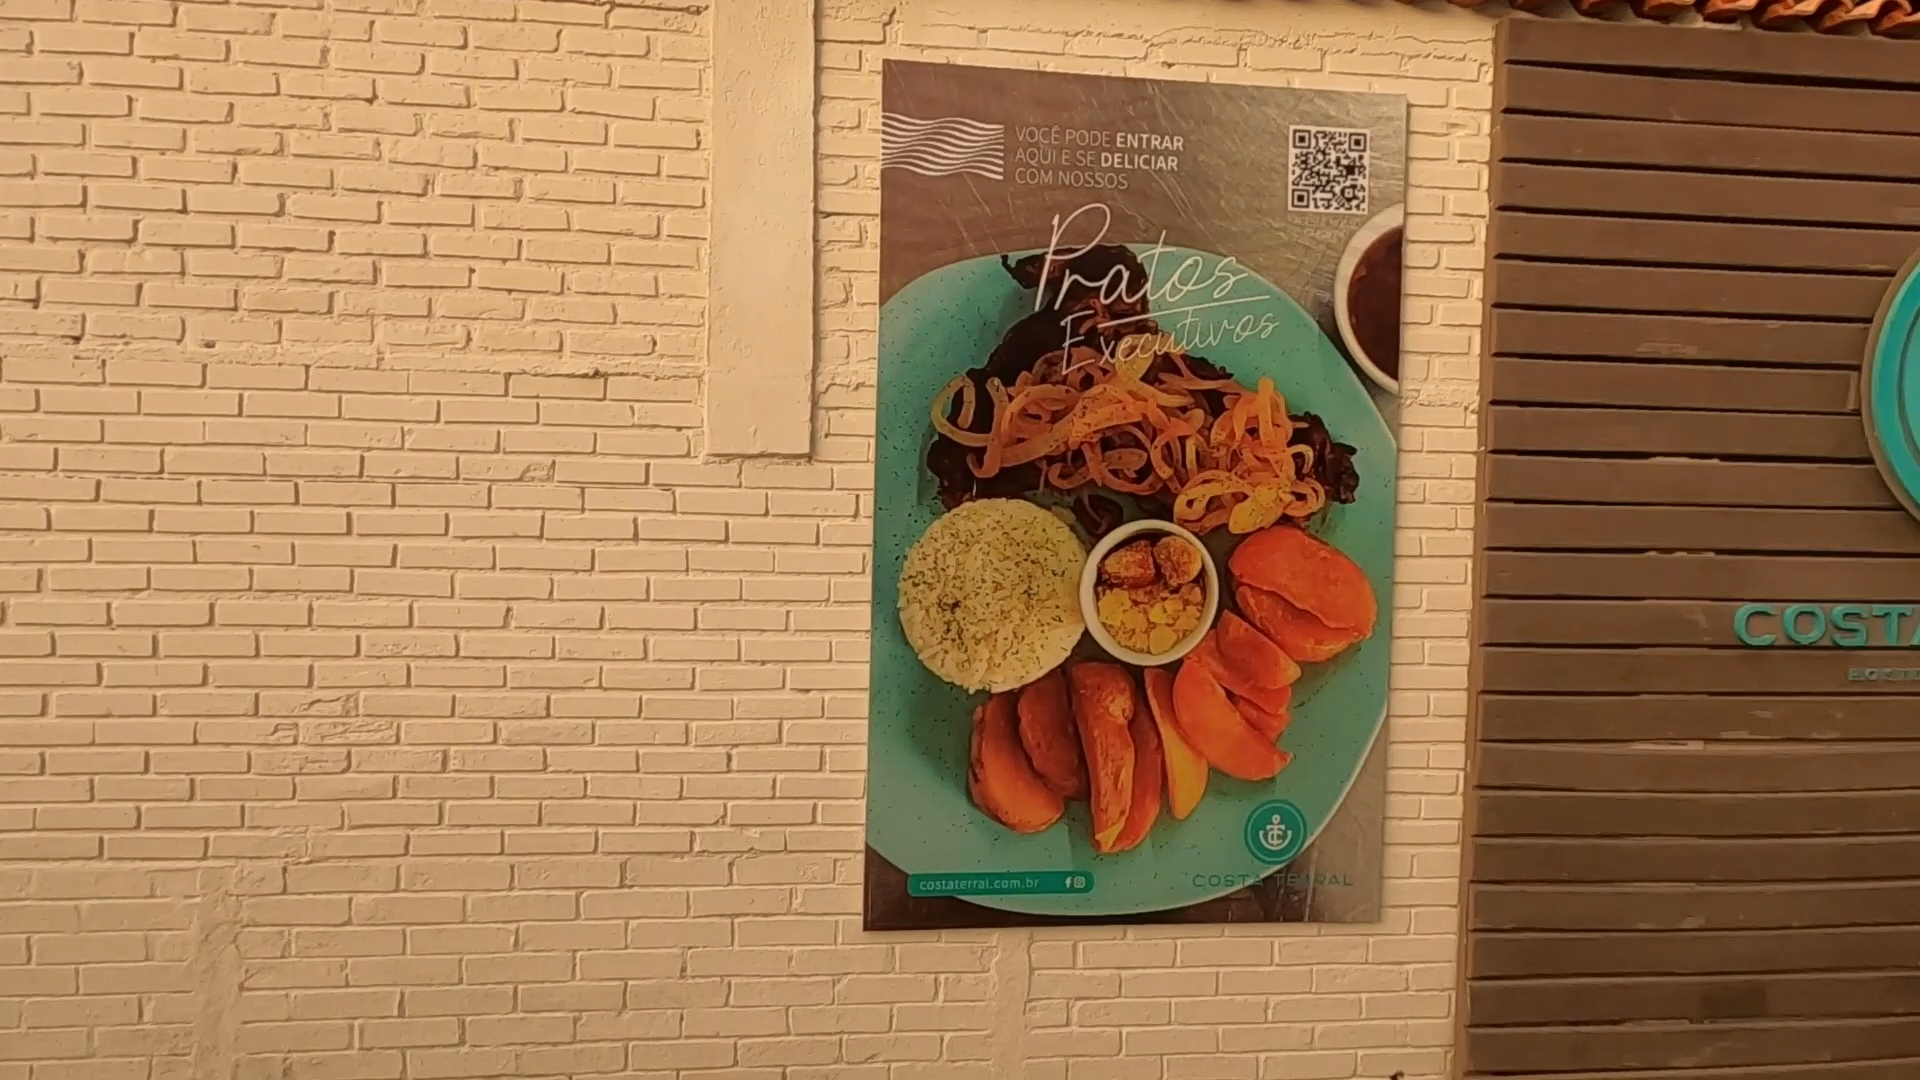 VOCÊ PODE ENTRAR
AQUI E SE DELICIAR
COM NOSSOS
Pratos
Executivos
costaterral.com.br
COSTA TERRAL
COSTA